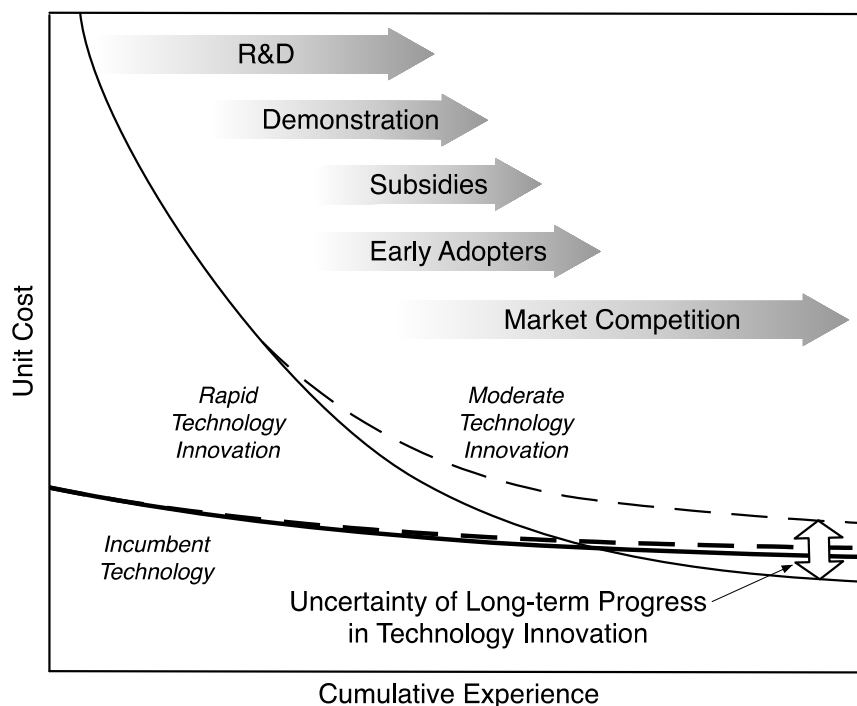 R&D
Demonstration
Subsidies
Early Adopters
Market Competition
Unit Cost
Rapid
Technology
Innovation
Moderate
Technology
Innovation
Incumbent
Technology
Uncertainty of Long-term Progress
in Technology Innovation
Cumulative Experience